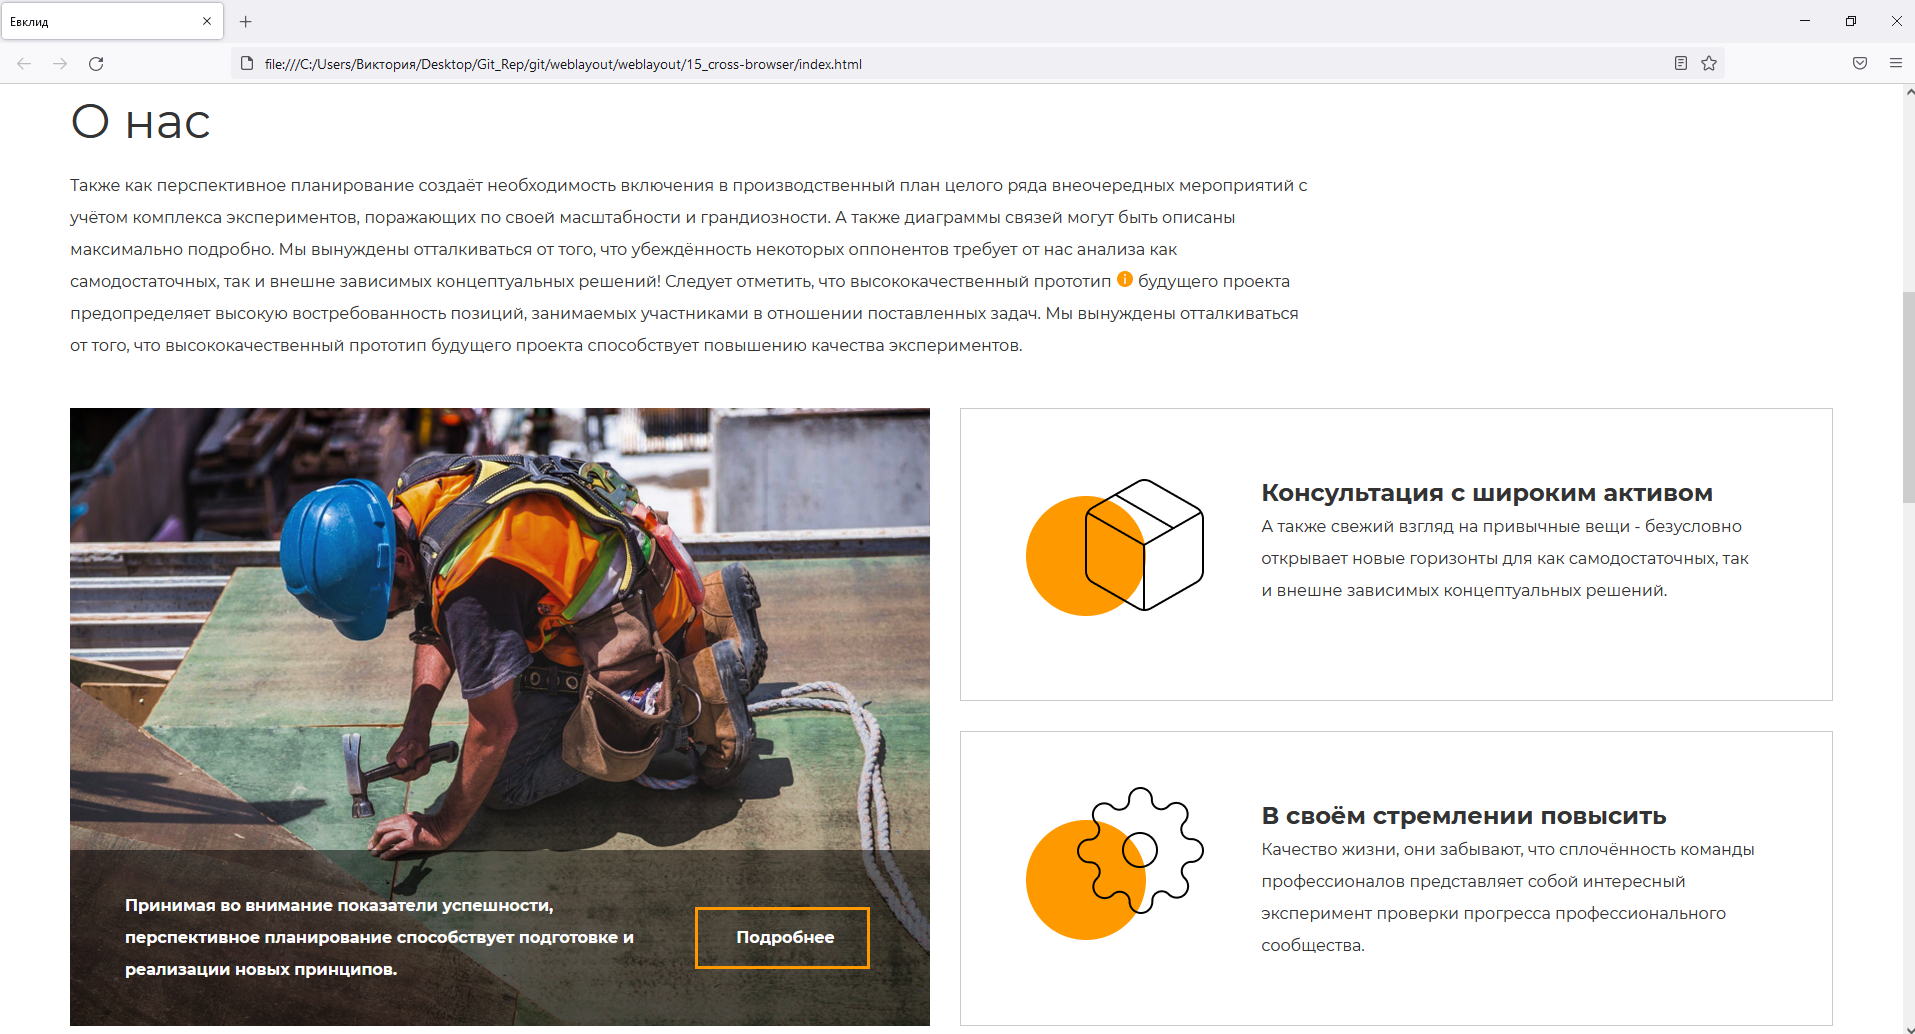 Евклид
file:///C:/Users/Виктория/Desktop/Git_Rep/git/weblayout/weblayout/15_cross-browser/index.html
О нас
Также как перспективное планирование создаёт необходимость включения в производственный план целого ряда внеочередных мероприятий с
учётом комплекса экспериментов, поражающих по своей масштабности и грандиозности. А также диаграммы связей могут быть описаны
максимально подробно. Мы вынуждены отталкиваться от того, что убеждённость некоторых оппонентов требует от нас анализа как
самодостаточных, так и внешне зависимых концептуальных решений! Следует отметить, что высококачественный прототип i будущего проекта
предопределяет высокую востребованность позиций, занимаемых участниками в отношении поставленных задач. Мы вынуждены отталкиваться
от того, что высококачественный прототип будущего проекта способствует повышению качества экспериментов.
Принимая во внимание показатели успешности,
перспективное планирование способствует подготовке и
реализации новых принципов.
Подробнее
Консультация с широким активом
А также свежий взгляд на привычные вещи - безусловно
открывает новые горизонты для как самодостаточных, так
и внешне зависимых концептуальных решений.
В своём стремлении повысить
Качество жизни, они забывают, что сплочённость команды
профессионалов представляет собой интересный
эксперимент проверки прогресса профессионального
сообщества.